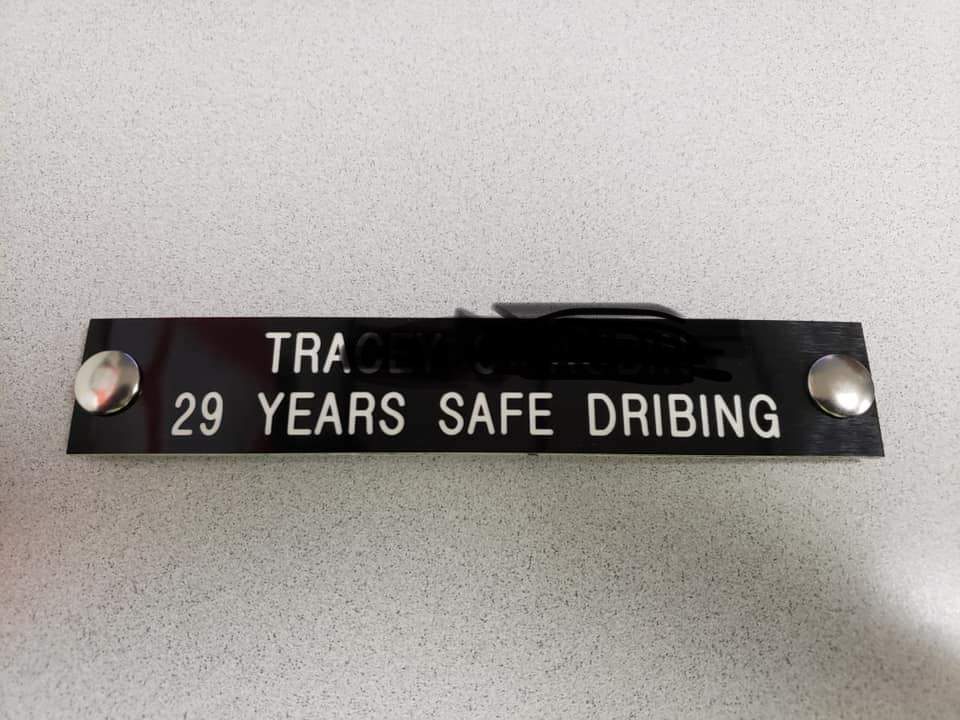 TRACEY
29 YEARS SAFE DRIBING